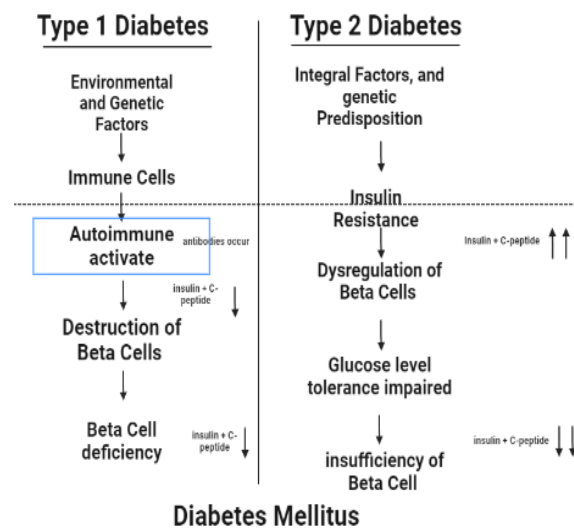 Type 1 Diabetes
Environmental
and Genetic
Factors
Immune Cells
Autoimmune
activate
antibodies occur
insulin + C-
peptide
Destruction of
Beta Cells
Beta Cell
deficiency
insulin + C-
peptide
Type 2 Diabetes
Integral Factors, and
genetic
Predisposition
Insulin
Resistance
Insulin + C-peptide
Dysregulation of
Beta Cells
Glucose level
tolerance impaired
insulin + C-peptide
insufficiency of
Beta Cell
Diabetes Mellitus